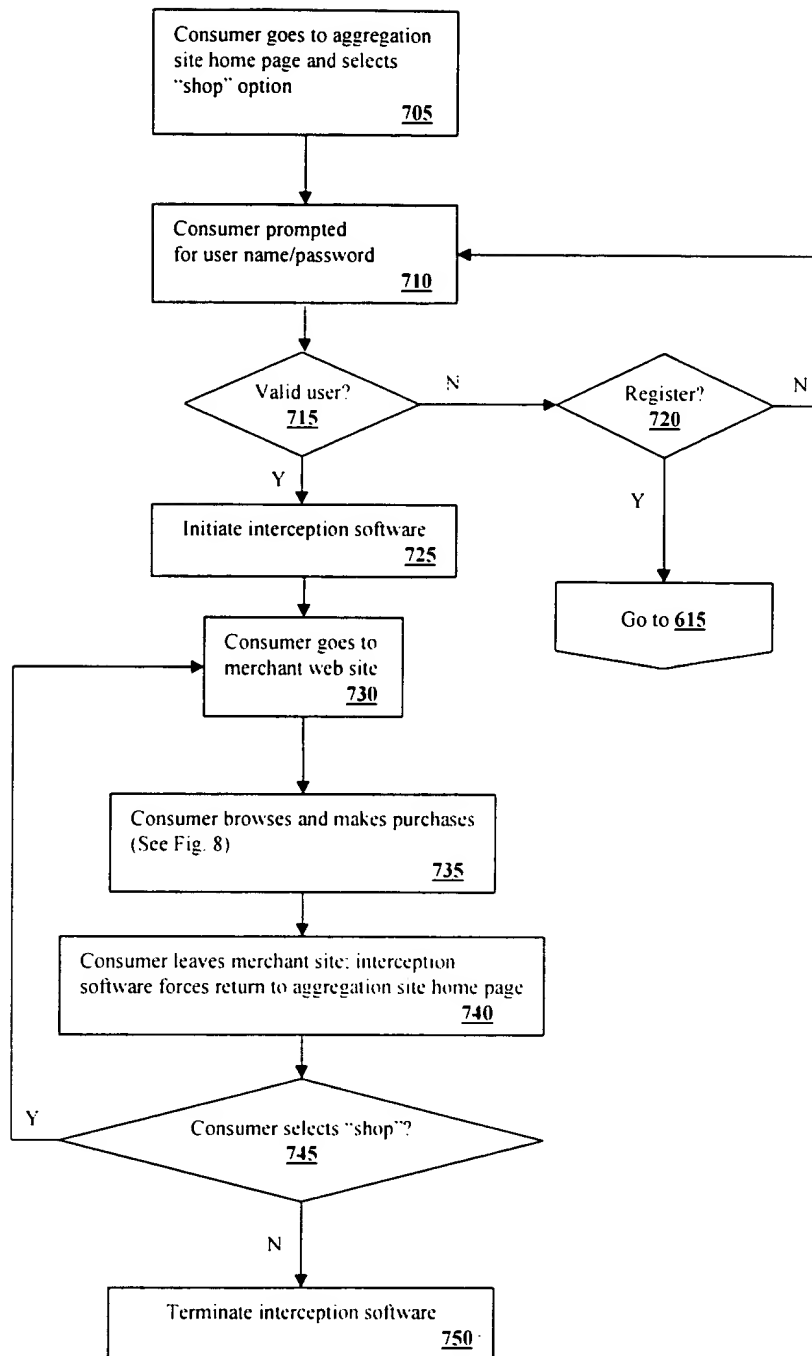 Consumer goes to aggregation
site home page and selects
“shop” option
705
Consumer prompted
for user name/password
710
Valid user?
715
N
Register?
720
N
Y
Y
Initiate interception software
725
Go to 615
Consumer goes to
merchant web site
730
Consumer browses and makes purchases
(See Fig. 8)
735
Consumer leaves merchant site; interception
software forces return to aggregation site home page
740
Y
Consumer selects “shop”?
745
N
Terminate interception software
750